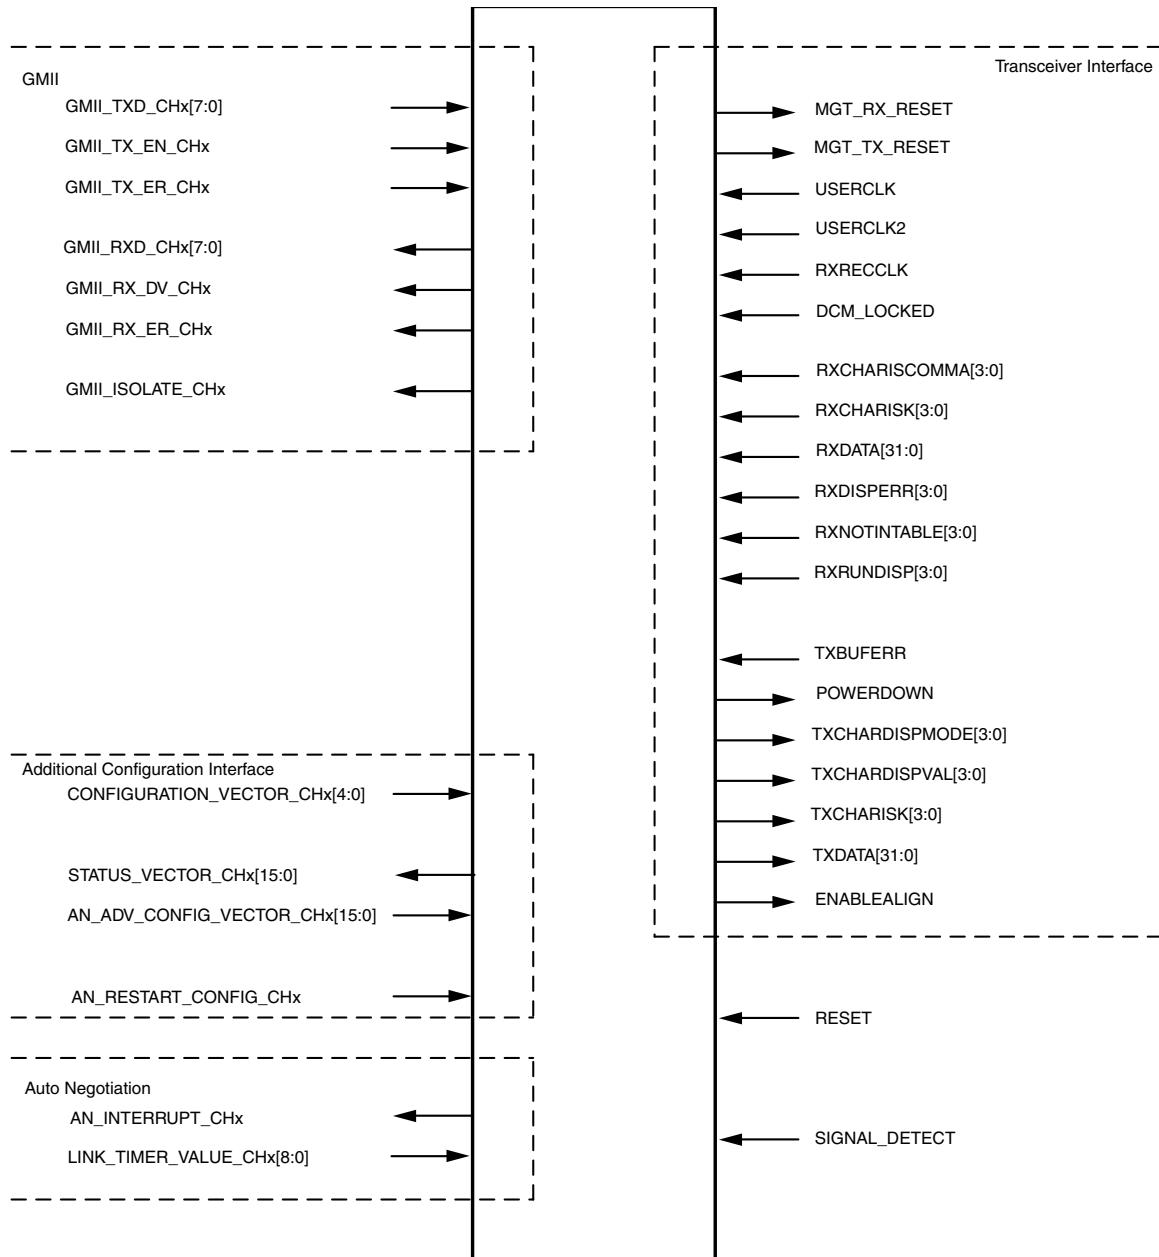 GMII
GMII_TXD_CHx[7:0]
GMII_TX_EN_CHx
GMII_TX_ER_CHx
GMII_RXD_CHx[7:0]
GMII_RX_DV_CHx
GMII_RX_ER_CHx
GMII_ISOLATE_CHx
Additional Configuration Interface
CONFIGURATION_VECTOR_CHx[4:0]
STATUS_VECTOR_CHx[15:0]
AN_ADV_CONFIG_VECTOR_CHx[15:0]
AN_RESTART_CONFIG_CHx
Auto Negotiation
AN_INTERRUPT_CHx
LINK_TIMER_VALUE_CHx[8:0]
Transceiver Interface
MGT_RX_RESET
MGT_TX_RESET
USERCLK
USERCLK2
RXRECCLK
DCM_LOCKED
RXCHARISCOMMA[3:0]
RXCHARISK[3:0]
RXDATA[31:0]
RXDISPERR[3:0]
RXNOTINTABLE[3:0]
RXRUNDISP[3:0]
TXBUFERR
POWERDOWN
TXCHARDISPMODE[3:0]
TXCHARDISPVAL[3:0]
TXCHARISK[3:0]
TXDATA[31:0]
ENABLEALIGN
RESET
SIGNAL_DETECT